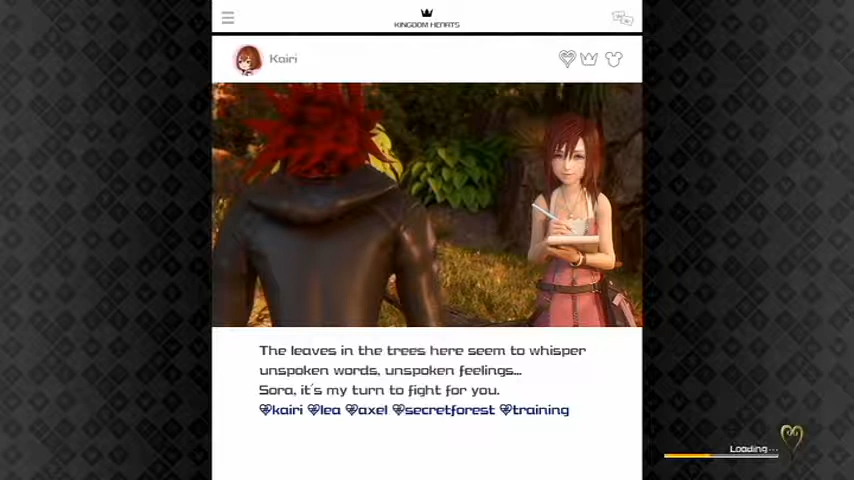 KINGDOM HEARTS
Kairi
The leaves in the trees here seem to whisper
unspoken words, unspoken feelings...
Sora, it's my turn to fight for you.
kairi lea axel secretforest training
Loading...